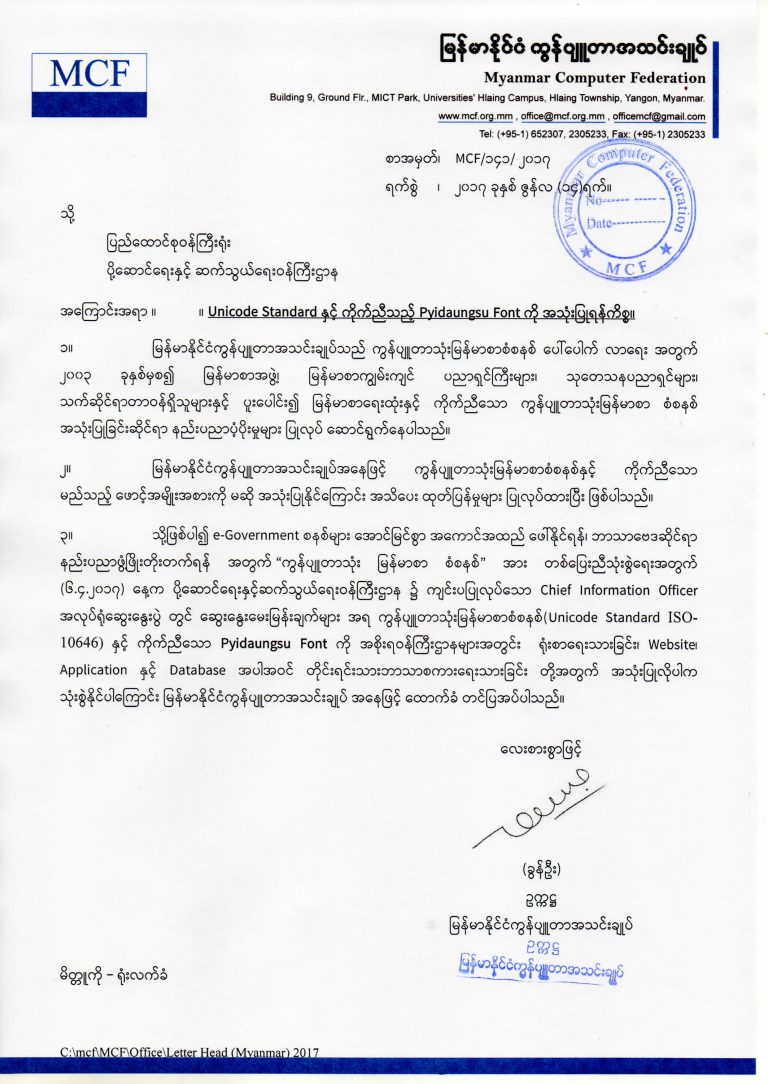 MCF
မြန်မာနိုင်ငံ ကွန်ပျူတာအသင်းချုပ်
Myanmar Computer Federation
Building 9, Ground Flr., MICT Park, Universities' Hlaing Campus, Hlaing Township, Yangon, Myanmar.
www.mcf.org.mm , office@mcf.org.mm , officemcf@gmail.com
Tel: (+95-1) 652307, 2305233, Fax: (+95-1) 2305233
စာအမှတ်၊ MCF/၁၄၁/၂၀၁၇
ရက်စွဲ ၊ ၂၀၁၇ ခုနှစ် ဇွန်လ (၁၄)ရက်။
Myanmar Computer Federation
No------ ------
Date-------------
MCF
သို့
ပြည်ထောင်စုဝန်ကြီးရုံး
ပို့ဆောင်ရေးနှင့် ဆက်သွယ်ရေးဝန်ကြီးဌာန
အကြောင်းအရာ ။ ။ Unicode Standard နှင့် ကိုက်ညီသည့် Pyidaungsu Font ကို အသုံးပြုရန်ကိစ္စ။
၁။ မြန်မာနိုင်ငံကွန်ပျူတာအသင်းချုပ်သည် ကွန်ပျူတာသုံးမြန်မာစာစံစနစ် ပေါ်ပေါက် လာရေး အတွက်
၂၀၀၃ ခုနှစ်မှစ၍ မြန်မာစာအဖွဲ့၊ မြန်မာစာကျွမ်းကျင် ပညာရှင်ကြီးများ၊ သုတေသနပညာရှင်များ၊
သက်ဆိုင်ရာတာဝန်ရှိသူများနှင့် ပူးပေါင်း၍ မြန်မာစာရေးထုံးနှင့် ကိုက်ညီသော ကွန်ပျူတာသုံးမြန်မာစာ စံစနစ်
အသုံးပြုခြင်းဆိုင်ရာ နည်းပညာပံ့ပိုးမှုများ ပြုလုပ် ဆောင်ရွက်နေပါသည်။
၂။ မြန်မာနိုင်ငံကွန်ပျူတာအသင်းချုပ်အနေဖြင့် ကွန်ပျူတာသုံးမြန်မာစာစံစနစ်နှင့် ကိုက်ညီသော
မည်သည့် ဖောင့်အမျိုးအစားကို မဆို အသုံးပြုနိုင်ကြောင်း အသိပေး ထုတ်ပြန်မှုများ ပြုလုပ်ထားပြီး ဖြစ်ပါသည်။
၃။ သို့ဖြစ်ပါ၍ e-Government စနစ်များ အောင်မြင်စွာ အကောင်အထည် ဖေါ်နိုင်ရန်၊ ဘာသာဗေဒဆိုင်ရာ
နည်းပညာဖွံ့ဖြိုးတိုးတက်ရန် အတွက် “ကွန်ပျူတာသုံး မြန်မာစာ စံစနစ်” အား တစ်ပြေးညီသုံးစွဲရေးအတွက်
(၆.၄.၂၀၁၇) နေ့က ပို့ဆောင်ရေးနှင့်ဆက်သွယ်ရေးဝန်ကြီးဌာန ၌ ကျင်းပပြုလုပ်သော Chief Information Officer
အလုပ်ရုံဆွေးနွေးပွဲ တွင် ဆွေးနွေးမေးမြန်းချက်များ အရ ကွန်ပျူတာသုံးမြန်မာစာစံစနစ်(Unicode Standard ISO-
10646) နှင့် ကိုက်ညီသော Pyidaungsu Font ကို အစိုးရဝန်ကြီးဌာနများအတွင်း ရုံးစာရေးသားခြင်း၊ Website၊
Application နှင့် Database အပါအဝင် တိုင်းရင်းသားဘာသာစကားရေးသားခြင်း တို့အတွက် အသုံးပြုလိုပါက
သုံးစွဲနိုင်ပါကြောင်း မြန်မာနိုင်ငံကွန်ပျူတာအသင်းချုပ် အနေဖြင့် ထောက်ခံ တင်ပြအပ်ပါသည်။
လေးစားစွာဖြင့်
(ခွန်ဦး)
ဥက္ကဋ္ဌ
မြန်မာနိုင်ငံကွန်ပျူတာအသင်းချုပ်
ဥက္ကဋ္ဌ
မြန်မာနိုင်ငံကွန်ပျူတာအသင်းချုပ်
မိတ္တူကို – ရုံးလက်ခံ
C:\mcf\MCF\Office\Letter Head (Myanmar) 2017